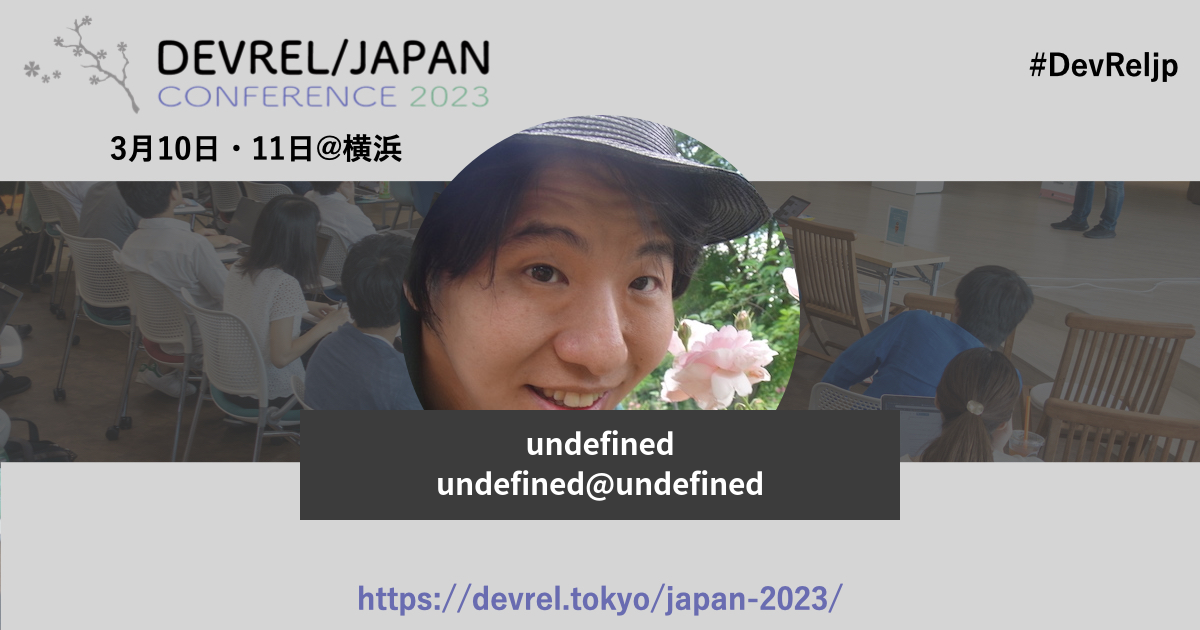 DEVREL/JAPAN
CONFERENCE 2023
#DevReljp
3月10日・11日@横浜
undefined
undefined@undefined
https://devrel.tokyo/japan-2023/